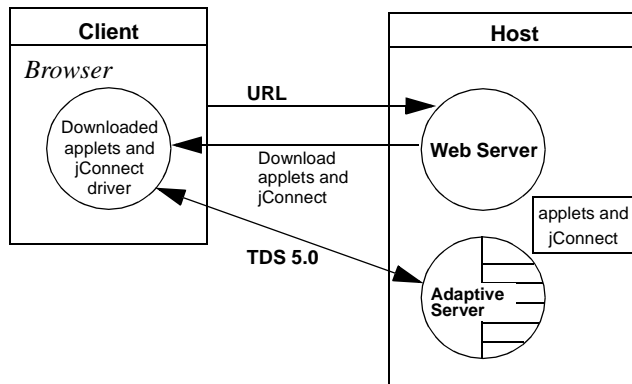 Client
Browser
Downloaded
applets and
jConnect
driver
URL
Download
applets and
jConnect
TDS 5.0
Host
Web Server
applets and
jConnect
Adaptive
Server